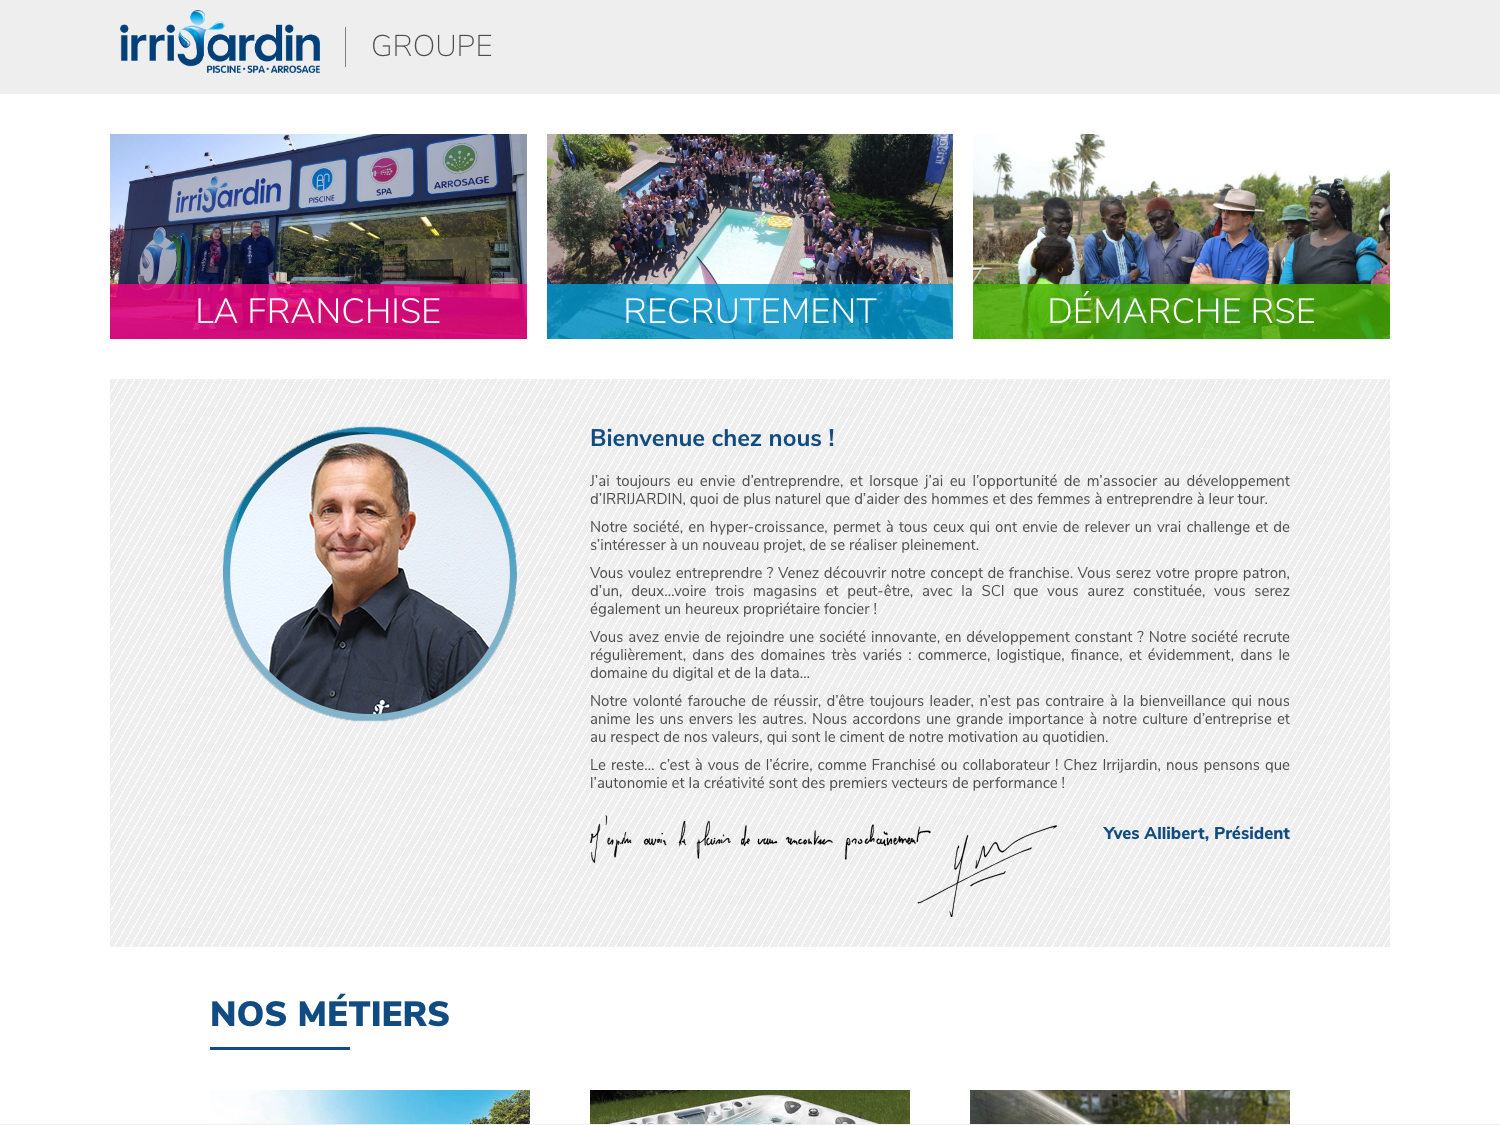 irrijardin
PISCINE • SPA • ARROSAGE
GROUPE
irrijardin
PISCINE
SPA
ARROSAGE
LA FRANCHISE
RECRUTEMENT
DÉMARCHE RSE
Bienvenue chez nous !
J’ai toujours eu envie d’entreprendre, et lorsque j’ai eu l’opportunité de m’associer au développement
d’IRRIJARDIN, quoi de plus naturel que d’aider des hommes et des femmes à entreprendre à leur tour.
Notre société, en hyper-croissance, permet à tous ceux qui ont envie de relever un vrai challenge et de
s’intéresser à un nouveau projet, de se réaliser pleinement.
Vous voulez entreprendre ? Venez découvrir notre concept de franchise. Vous serez votre propre patron,
d’un, deux...voire trois magasins et peut-être, avec la SCI que vous aurez constituée, vous serez
également un heureux propriétaire foncier !
Vous avez envie de rejoindre une société innovante, en développement constant ? Notre société recrute
régulièrement, dans des domaines très variés : commerce, logistique, finance, et évidemment, dans le
domaine du digital et de la data...
Notre volonté farouche de réussir, d’être toujours leader, n’est pas contraire à la bienveillance qui nous
anime les uns envers les autres. Nous accordons une grande importance à notre culture d’entreprise et
au respect de nos valeurs, qui sont le ciment de notre motivation au quotidien.
Le reste... c’est à vous de l’écrire, comme Franchisé ou collaborateur ! Chez Irrijardin, nous pensons que
l’autonomie et la créativité sont des premiers vecteurs de performance !
J'espère avoir le plaisir de vous rencontrer prochainement
Yves Allibert, Président
NOS MÉTIERS